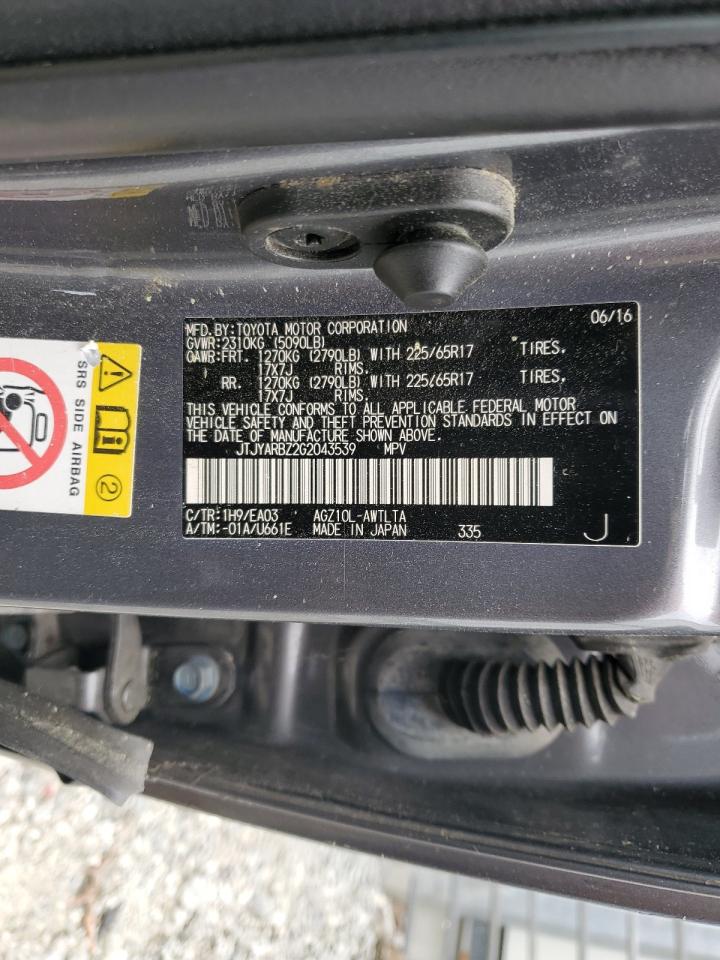 MFD.BY:TOYOTA MOTOR CORPORATION 06/16
GVWR:2310KG (5090LB)
GAWR:FRT. 1270KG (2790LB) WITH 225/65R17 TIRES,
17X7J RIMS.
RR. 1270KG (2790LB) WITH 225/65R17 TIRES,
17X7J RIMS.
THIS VEHICLE CONFORMS TO ALL APPLICABLE FEDERAL MOTOR
VEHICLE SAFETY AND THEFT PREVENTION STANDARDS IN EFFECT ON
THE DATE OF MANUFACTURE SHOWN ABOVE.
JTJYARBZ2G2043539 MPV
C/TR:1H9/EA03 AGZ10L-AWTLTA
A/TM:-01A/U661E MADE IN JAPAN 335 J
SRS SIDE AIRBAG
2